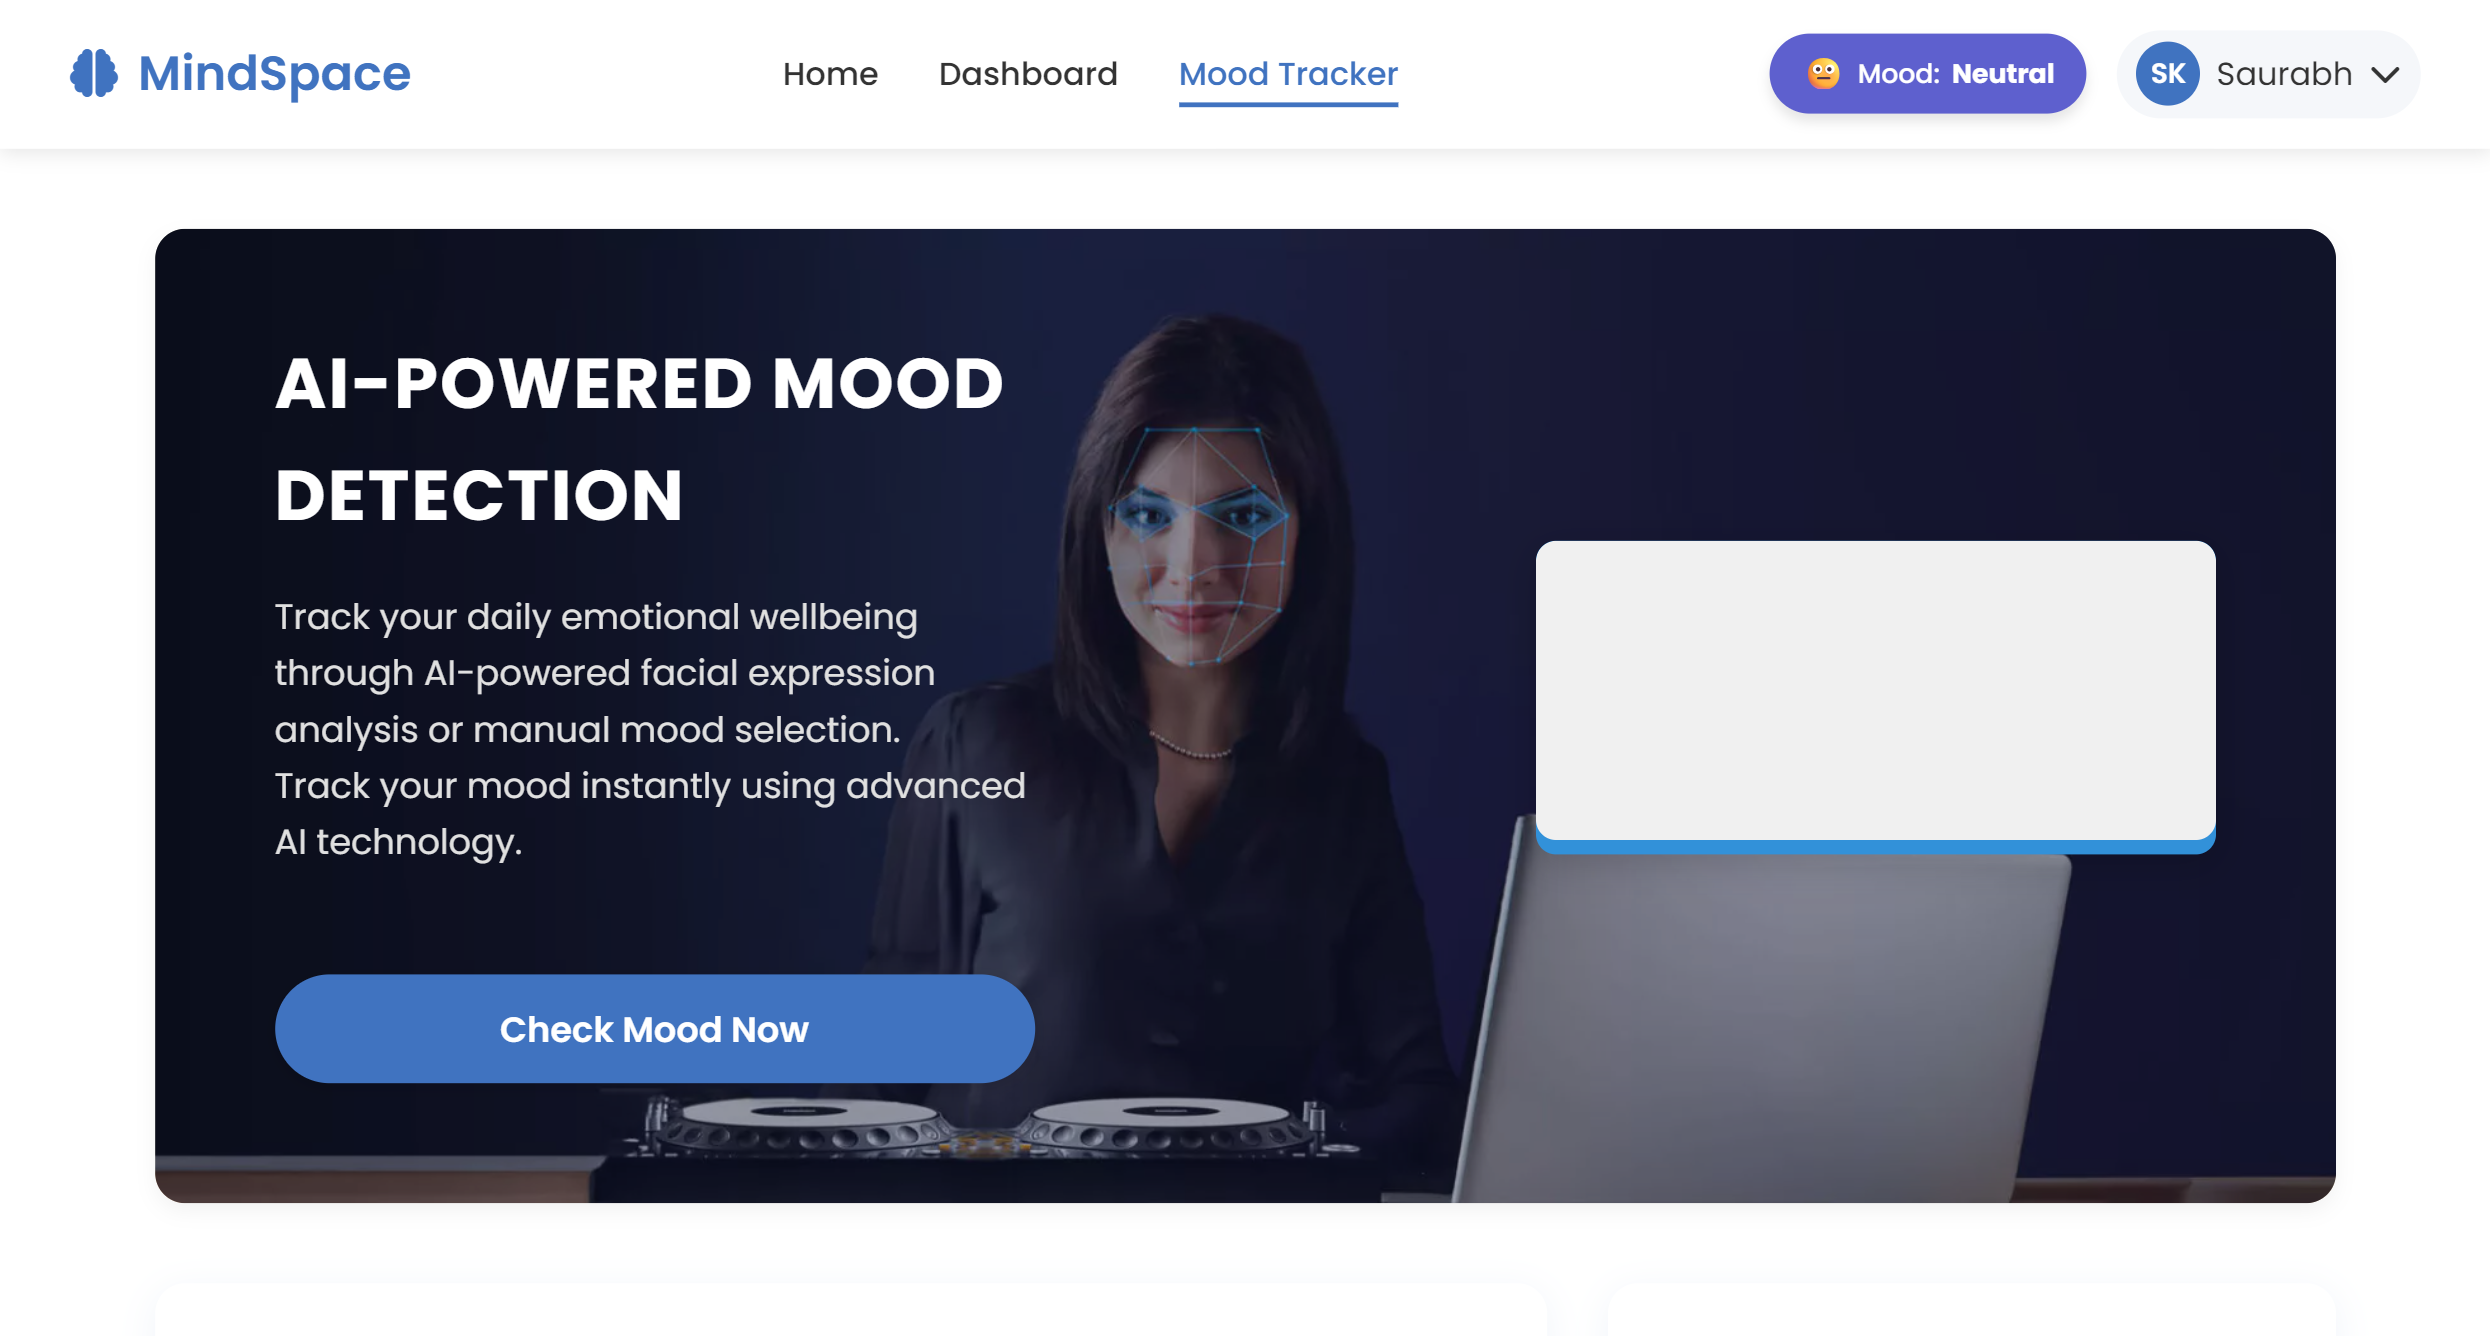 MindSpace
Home
Dashboard
Mood Tracker
Mood: Neutral
SK
Saurabh
AI-POWERED MOOD
DETECTION
Track your daily emotional wellbeing
through AI-powered facial expression
analysis or manual mood selection.
Track your mood instantly using advanced
AI technology.
Check Mood Now